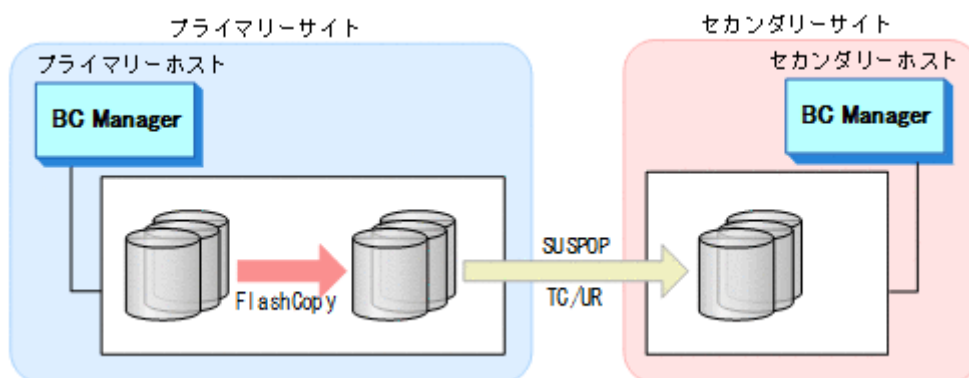 プライマリーサイト
プライマリーホスト
BC Manager
FlashCopy
SUSPOP
TC/UR
セカンダリーサイト
セカンダリーホスト
BC Manager